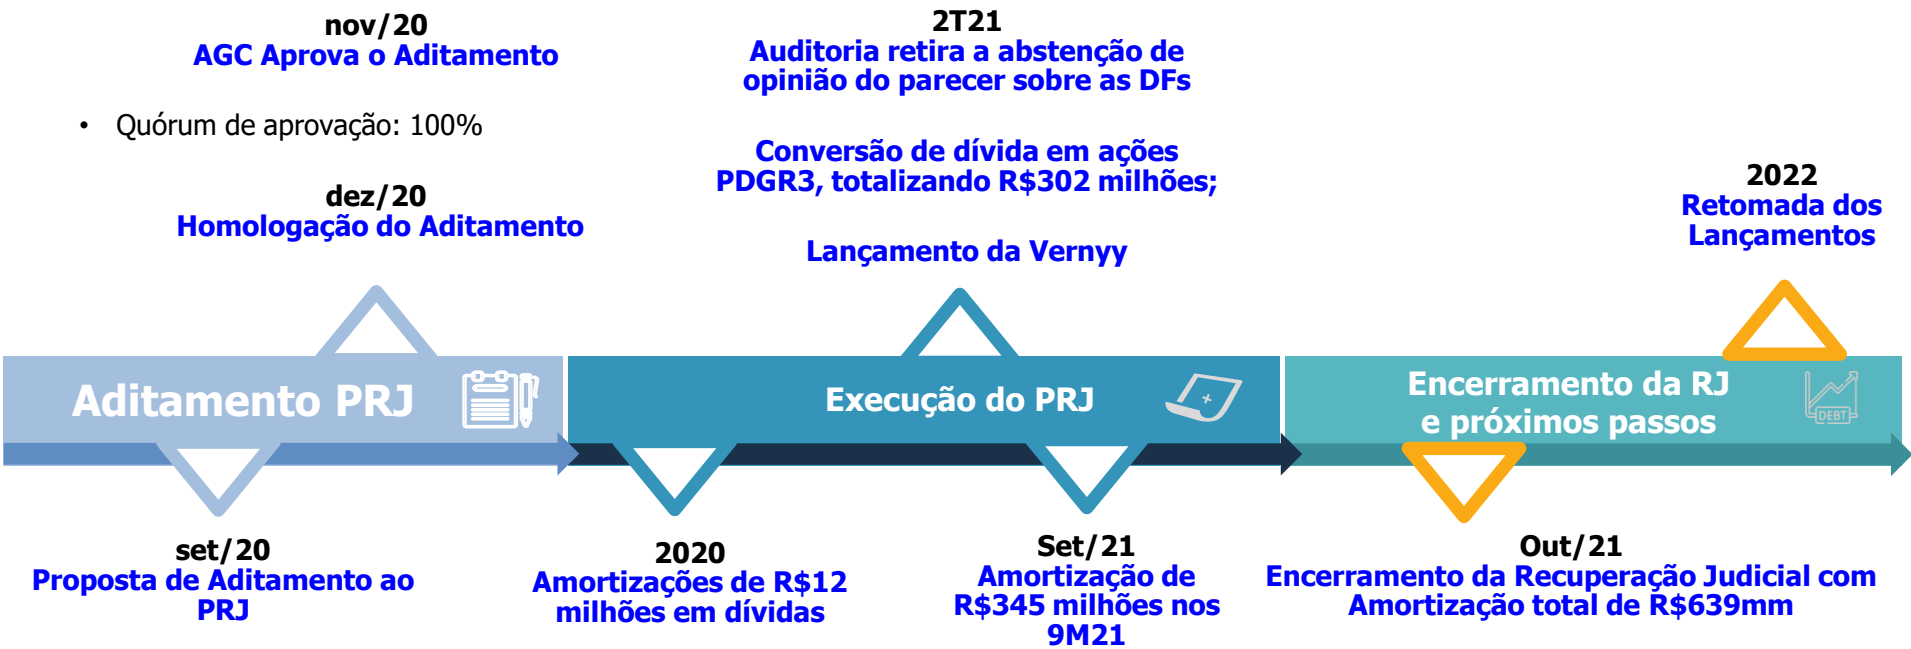 nov/20
AGC Aprova o Aditamento
• Quórum de aprovação: 100%
dez/20
Homologação do Aditamento
2T21
Auditoria retira a abstenção de
opinião do parecer sobre as DFs
Conversão de dívida em ações
PDGR3, totalizando R$302 milhões;
Lançamento da Vernyy
2022
Retomada dos
Lançamentos
Aditamento PRJ
Execução do PRJ
Encerramento da RJ
e próximos passos
DEBT
set/20
Proposta de Aditamento ao
PRJ
2020
Amortizações de R$12
milhões em dívidas
Set/21
Amortização de
R$345 milhões nos
9M21
Out/21
Encerramento da Recuperação Judicial com
Amortização total de R$639mm